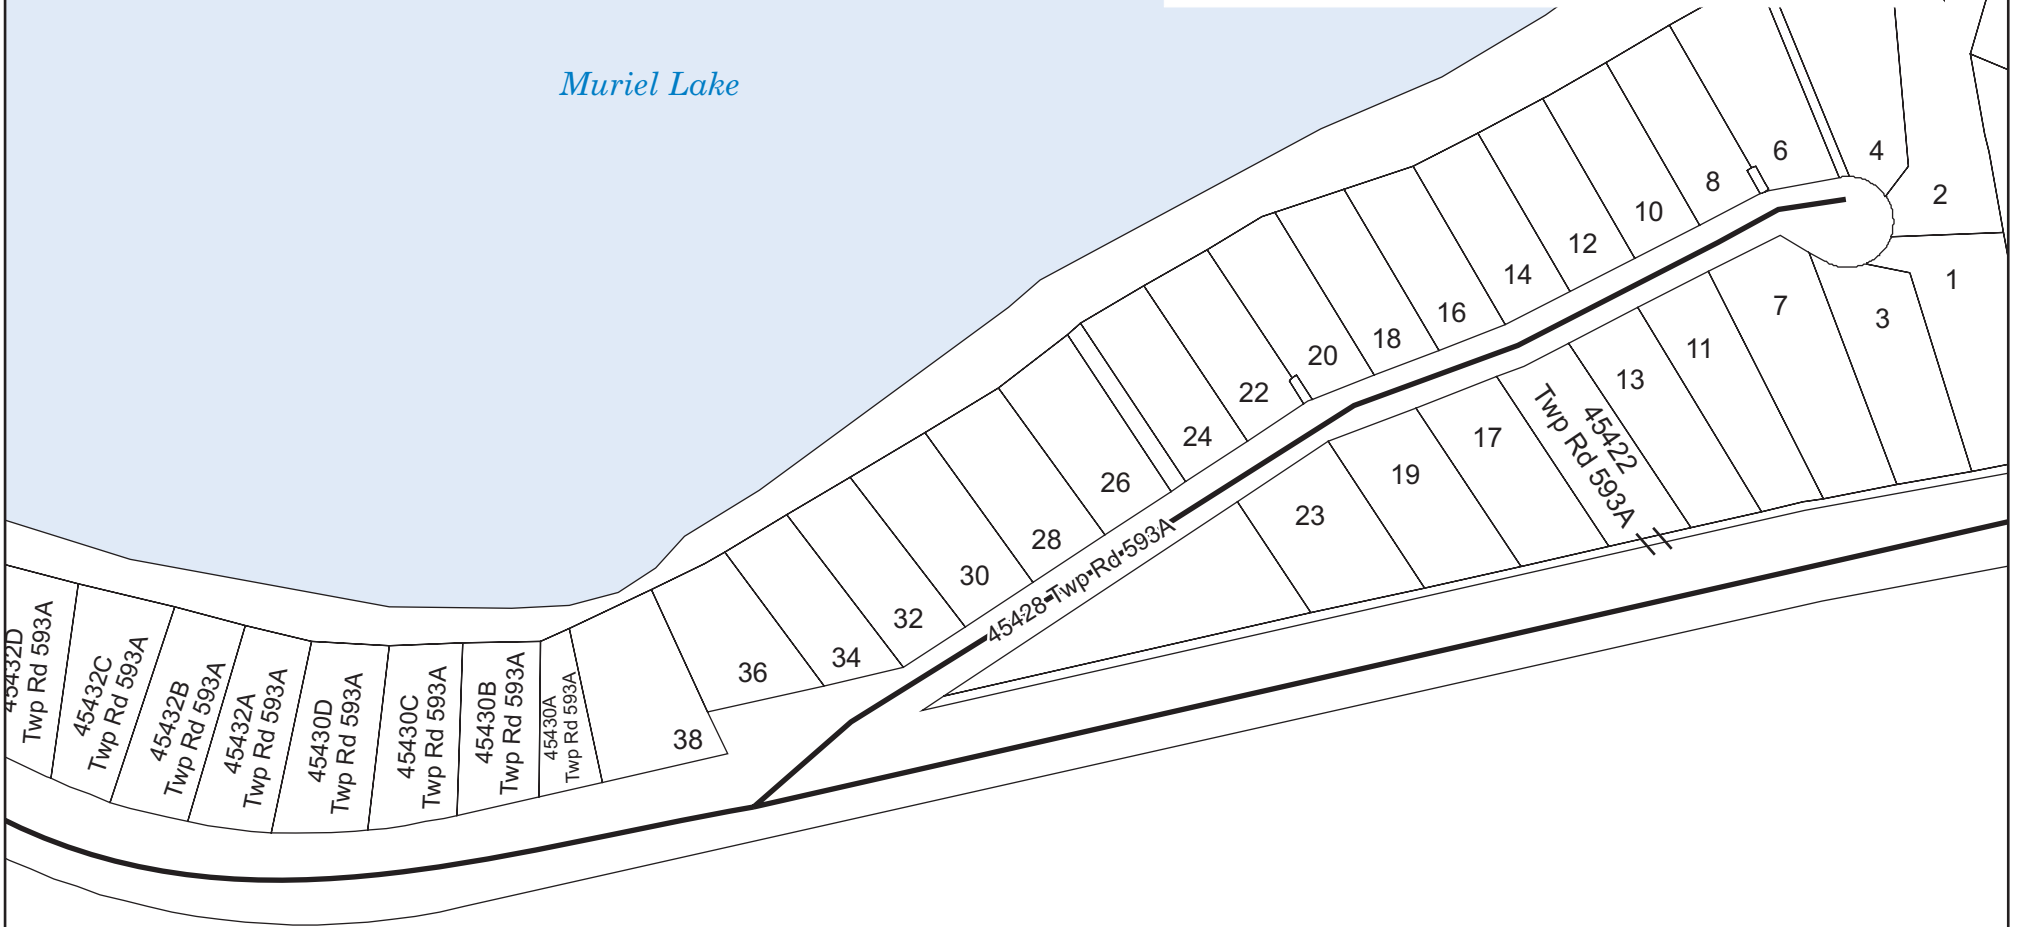 Muriel Lake
6
4
2
8
10
12
14
16
18
20
22
24
26
28
30
32
34
36
38
1
3
7
11
13
45422
Twp Rd 593A
17
19
23
45428 Twp Rd 593A
45432D
Twp Rd 593A
45432C
Twp Rd 593A
45432B
Twp Rd 593A
45432A
Twp Rd 593A
45430D
Twp Rd 593A
45430C
Twp Rd 593A
45430B
Twp Rd 593A
45430A
Twp Rd 593A